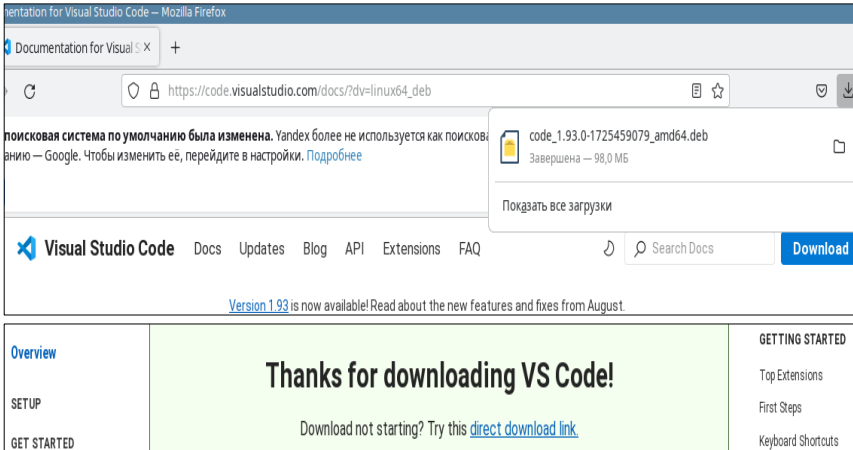 nentation for Visual Studio Code — Mozilla Firefox
Documentation for Visual S
https://code.visualstudio.com/docs/?dv=linux64_deb
поисковая система по умолчанию была изменена. Yandex более не используется как поискова
анию — Google. Чтобы изменить её, перейдите в настройки. Подробнее
code_1.93.0-1725459079_amd64.deb
Завершена — 98,0 МБ
Показать все загрузки
Visual Studio Code Docs Updates Blog API Extensions FAQ Search Docs Download
Version 1.93 is now available! Read about the new features and fixes from August.
Overview
SETUP
GET STARTED
Thanks for downloading VS Code!
Download not starting? Try this direct download link.
GETTING STARTED
Top Extensions
First Steps
Keyboard Shortcuts